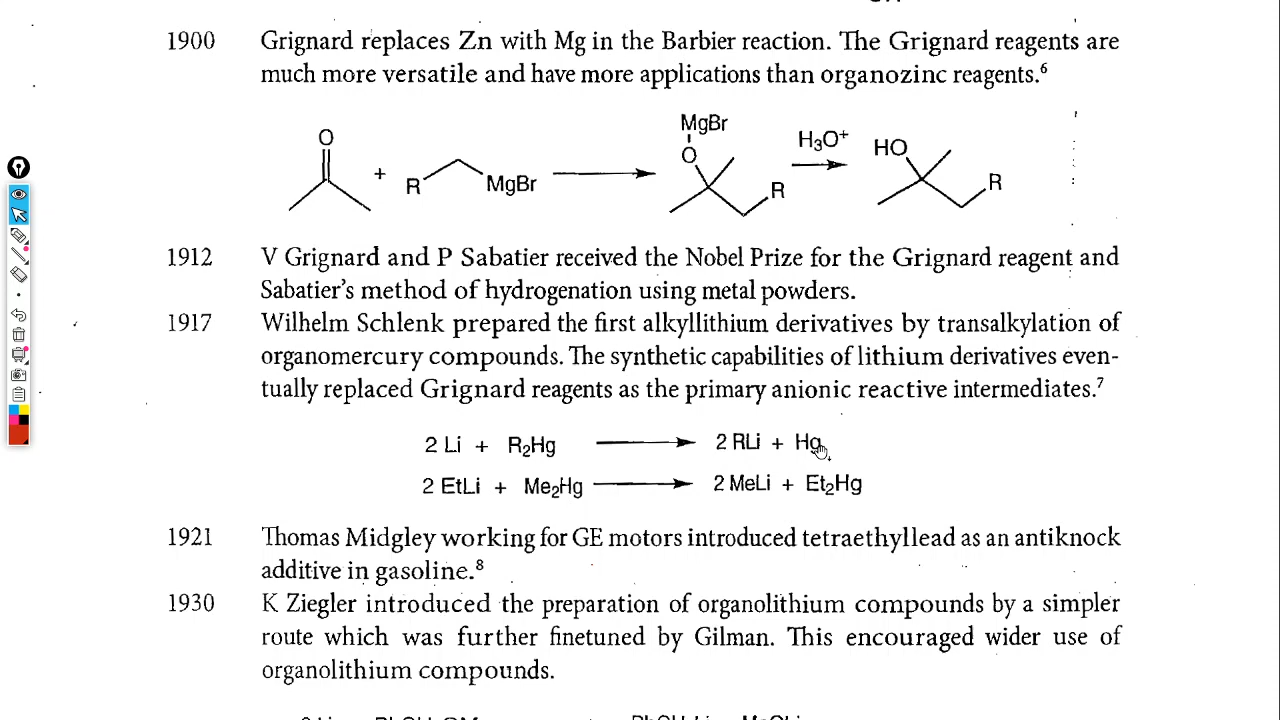 1900 Grignard replaces Zn with Mg in the Barbier reaction. The Grignard reagents are
much more versatile and have more applications than organozinc reagents.⁶
O + R MgBr
MgBr O R
H₃O⁺
HO R
1912 V Grignard and P Sabatier received the Nobel Prize for the Grignard reagent and
Sabatier's method of hydrogenation using metal powders.
1917 Wilhelm Schlenk prepared the first alkyllithium derivatives by transalkylation of
organomercury compounds. The synthetic capabilities of lithium derivatives even-
tually replaced Grignard reagents as the primary anionic reactive intermediates.⁷
2 Li + R₂Hg → 2 RLi + Hg
2 EtLi + Me₂Hg → 2 MeLi + Et₂Hg
1921 Thomas Midgley working for GE motors introduced tetraethyllead as an antiknock
additive in gasoline.⁸
1930 K Ziegler introduced the preparation of organolithium compounds by a simpler
route which was further finetuned by Gilman. This encouraged wider use of
organolithium compounds.